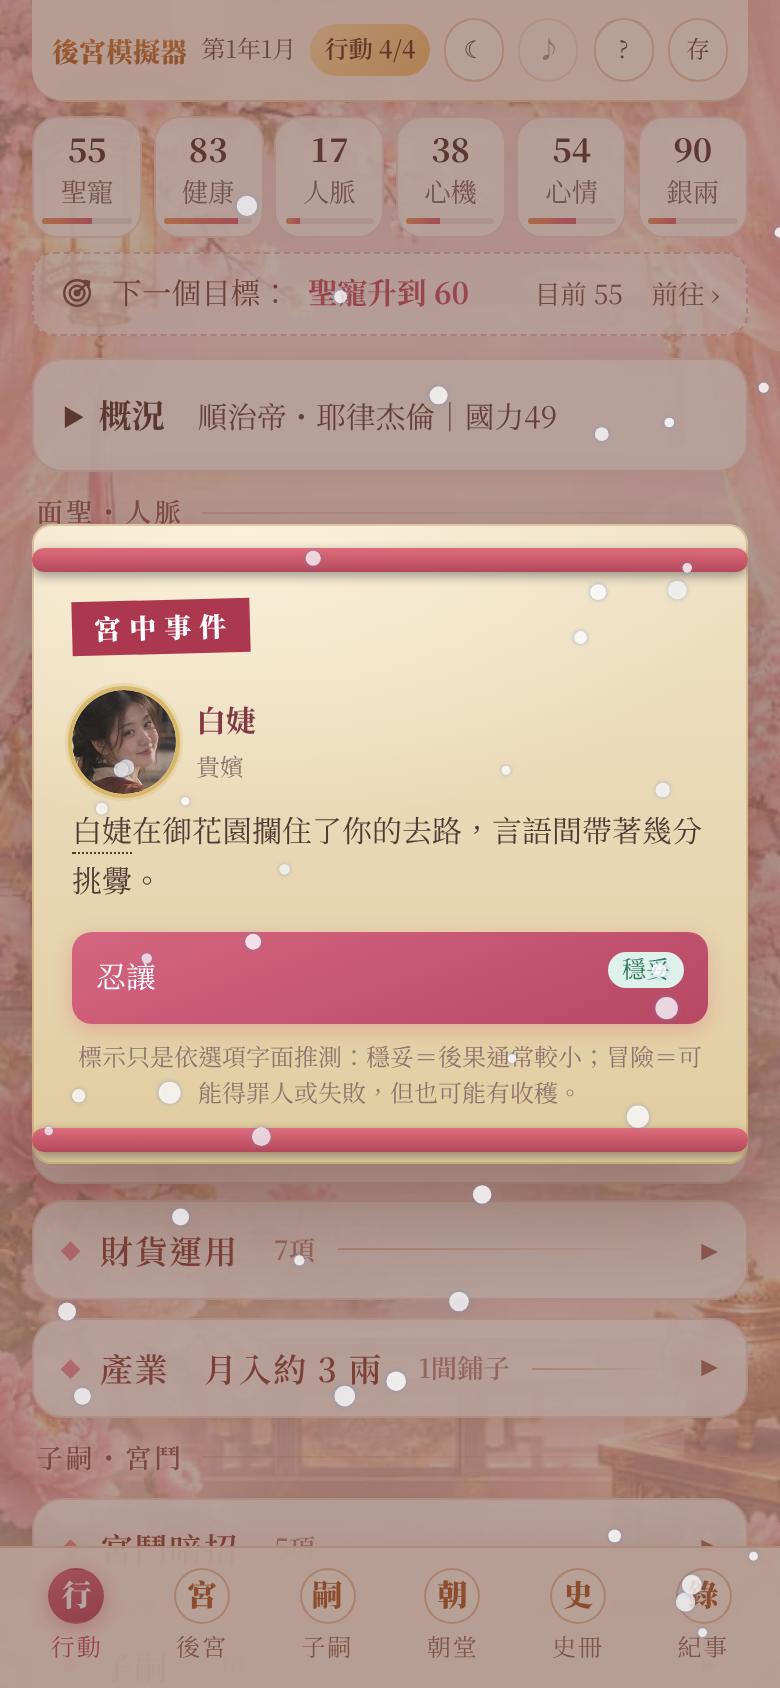 後宮模擬器 第1年1月 行動 4/4 ☾ ♪ ? 存
55 83 17 38 54 90
聖寵 健康 人脈 心機 心情 銀兩
下一個目標： 聖寵升到 60 目前 55 前往 ›
▶ 概況 順治帝・耶律杰倫｜國力49
面聖・人脈
宮中事件
白婕
貴嬪
白婕在御花園攔住了你的去路，言語間帶著幾分
挑釁。
忍讓 穩妥
標示只是依選項字面推測：穩妥＝後果通常較小；冒險＝可
能得罪人或失敗，但也可能有收穫。
◆ 財貨運用 7項 ▶
◆ 產業 月入約 3 兩 1間鋪子 ▶
子嗣・宮鬥
宮鬥暗招 5項
行 宮 嗣 朝 史 錄
行動 後宮 子嗣 朝堂 史冊 紀事